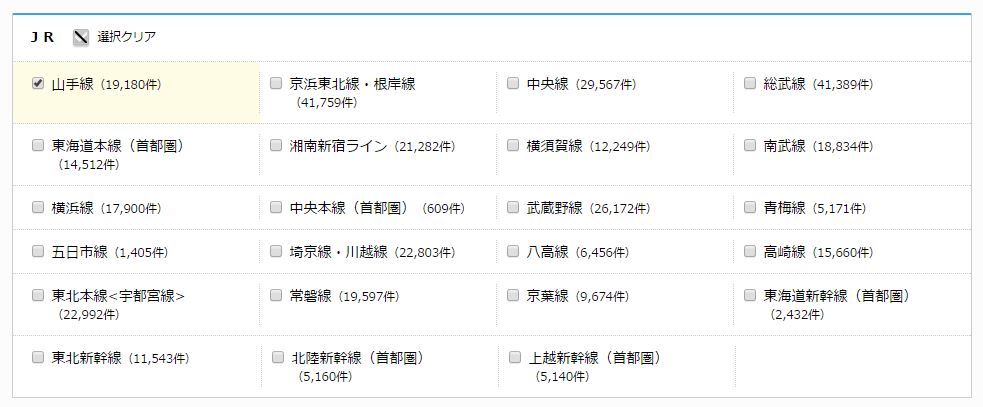 JR 選択クリア
山手線 (19,180件)
京浜東北線・根岸線
(41,759件)
中央線 (29,567件)
総武線 (41,389件)
東海道本線（首都圏）
(14,512件)
湘南新宿ライン (21,282件)
横須賀線 (12,249件)
南武線 (18,834件)
横浜線 (17,900件)
中央本線（首都圏） (609件)
武蔵野線 (26,172件)
青梅線 (5,171件)
五日市線 (1,405件)
埼京線・川越線 (22,803件)
八高線 (6,456件)
高崎線 (15,660件)
東北本線<宇都宮線>
(22,992件)
常磐線 (19,597件)
京葉線 (9,674件)
東海道新幹線（首都圏）
(2,432件)
東北新幹線 (11,543件)
北陸新幹線（首都圏）
(5,160件)
上越新幹線（首都圏）
(5,140件)